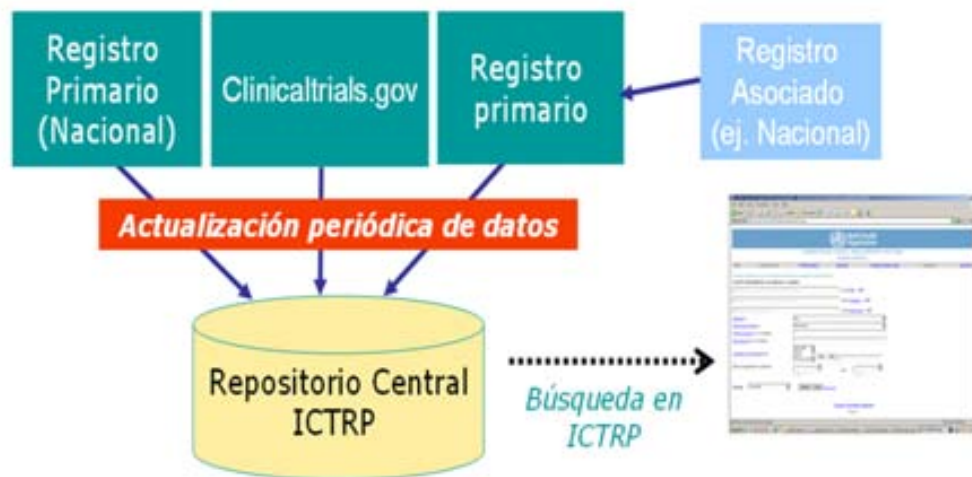 Registro
Primario
(Nacional)
Clinicaltrials.gov
Registro
primario
Registro
Asociado
(ej. Nacional)
Actualización periódica de datos
Repositorio Central
ICTRP
Búsqueda en
ICTRP